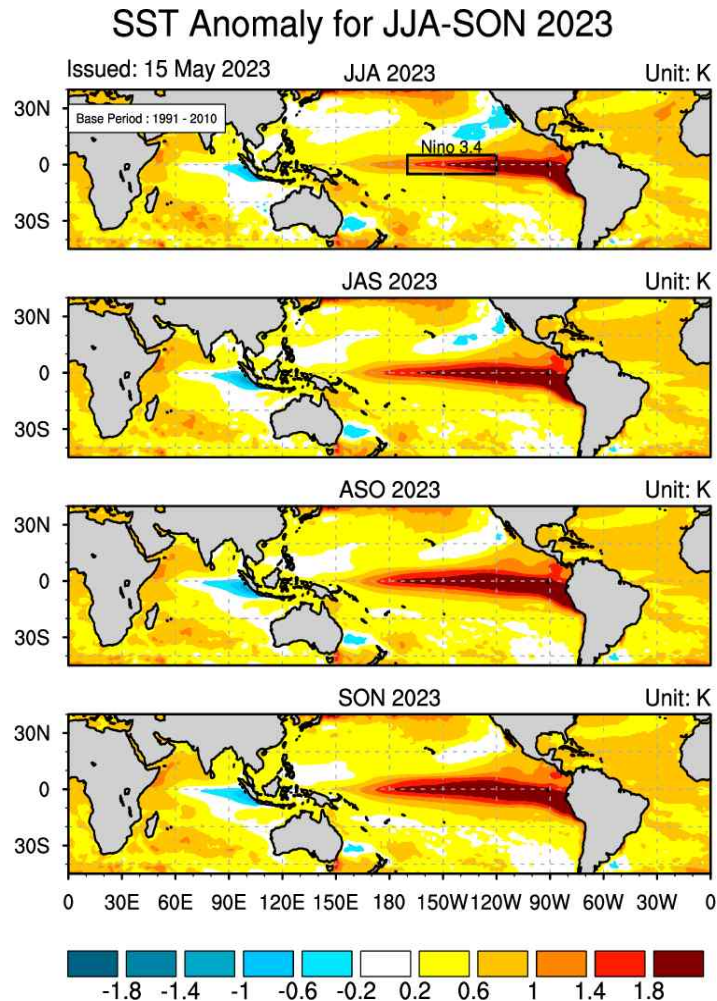 SST Anomaly for JJA-SON 2023
Issued: 15 May 2023 JJA 2023 Unit: K
30N
Base Period : 1991 - 2010
Nino 3.4
0
30S
JAS 2023 Unit: K
30N
0
30S
ASO 2023 Unit: K
30N
0
30S
SON 2023 Unit: K
30N
0
30S
0 30E 60E 90E 120E 150E 180E 150W 120W 90W 60W 30W 0
-1.8 -1.4 -1 -0.6 -0.2 0.2 0.6 1 1.4 1.8